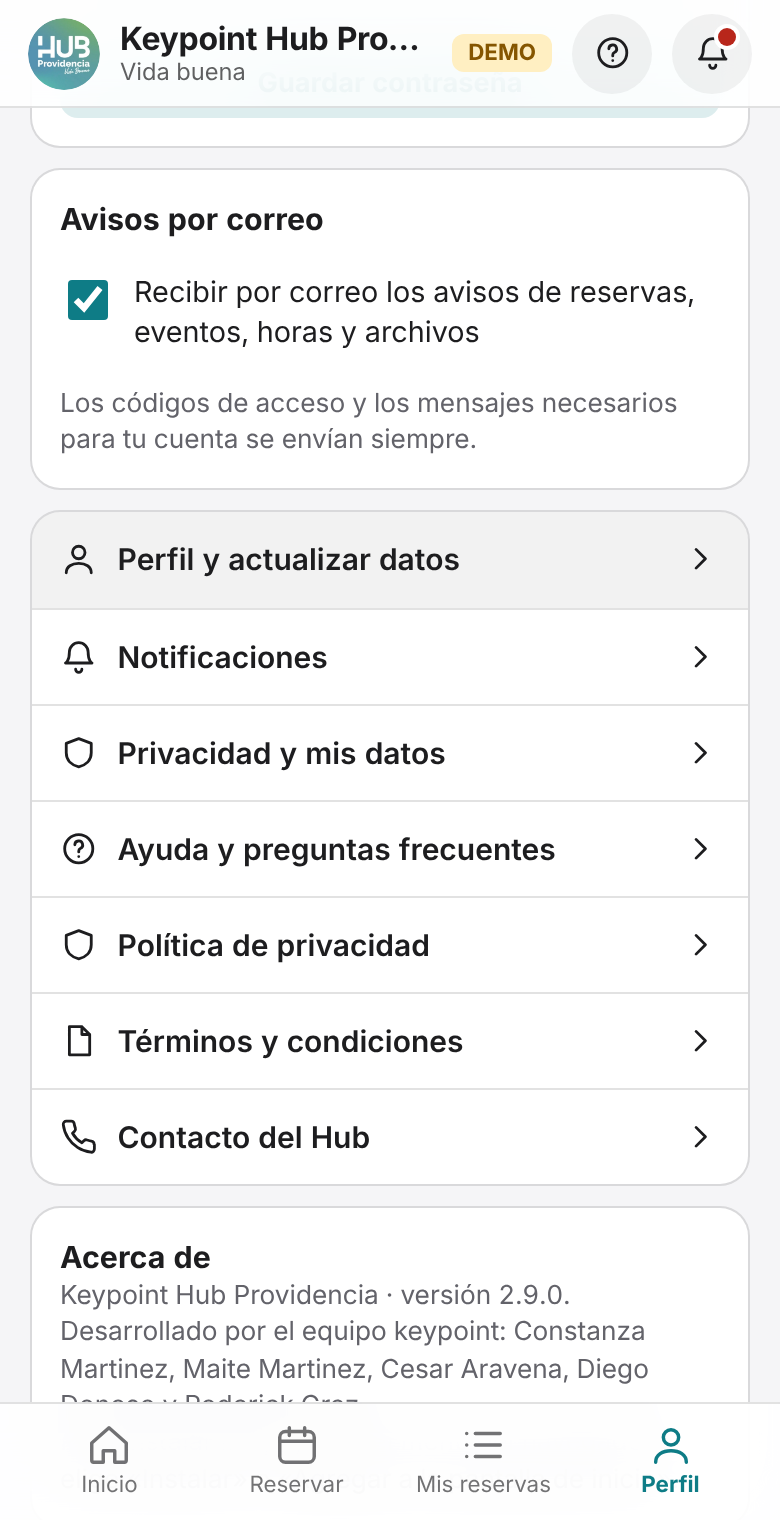 HUB
Providencia
Vida Buena
Keypoint Hub Pro...
Vida buena
DEMO
Guardar contraseña
Avisos por correo
Recibir por correo los avisos de reservas,
eventos, horas y archivos
Los códigos de acceso y los mensajes necesarios
para tu cuenta se envían siempre.
Perfil y actualizar datos
Notificaciones
Privacidad y mis datos
Ayuda y preguntas frecuentes
Política de privacidad
Términos y condiciones
Contacto del Hub
Acerca de
Keypoint Hub Providencia · versión 2.9.0.
Desarrollado por el equipo keypoint: Constanza
Martinez, Maite Martinez, Cesar Aravena, Diego
Inicio
Reservar
Mis reservas
Perfil